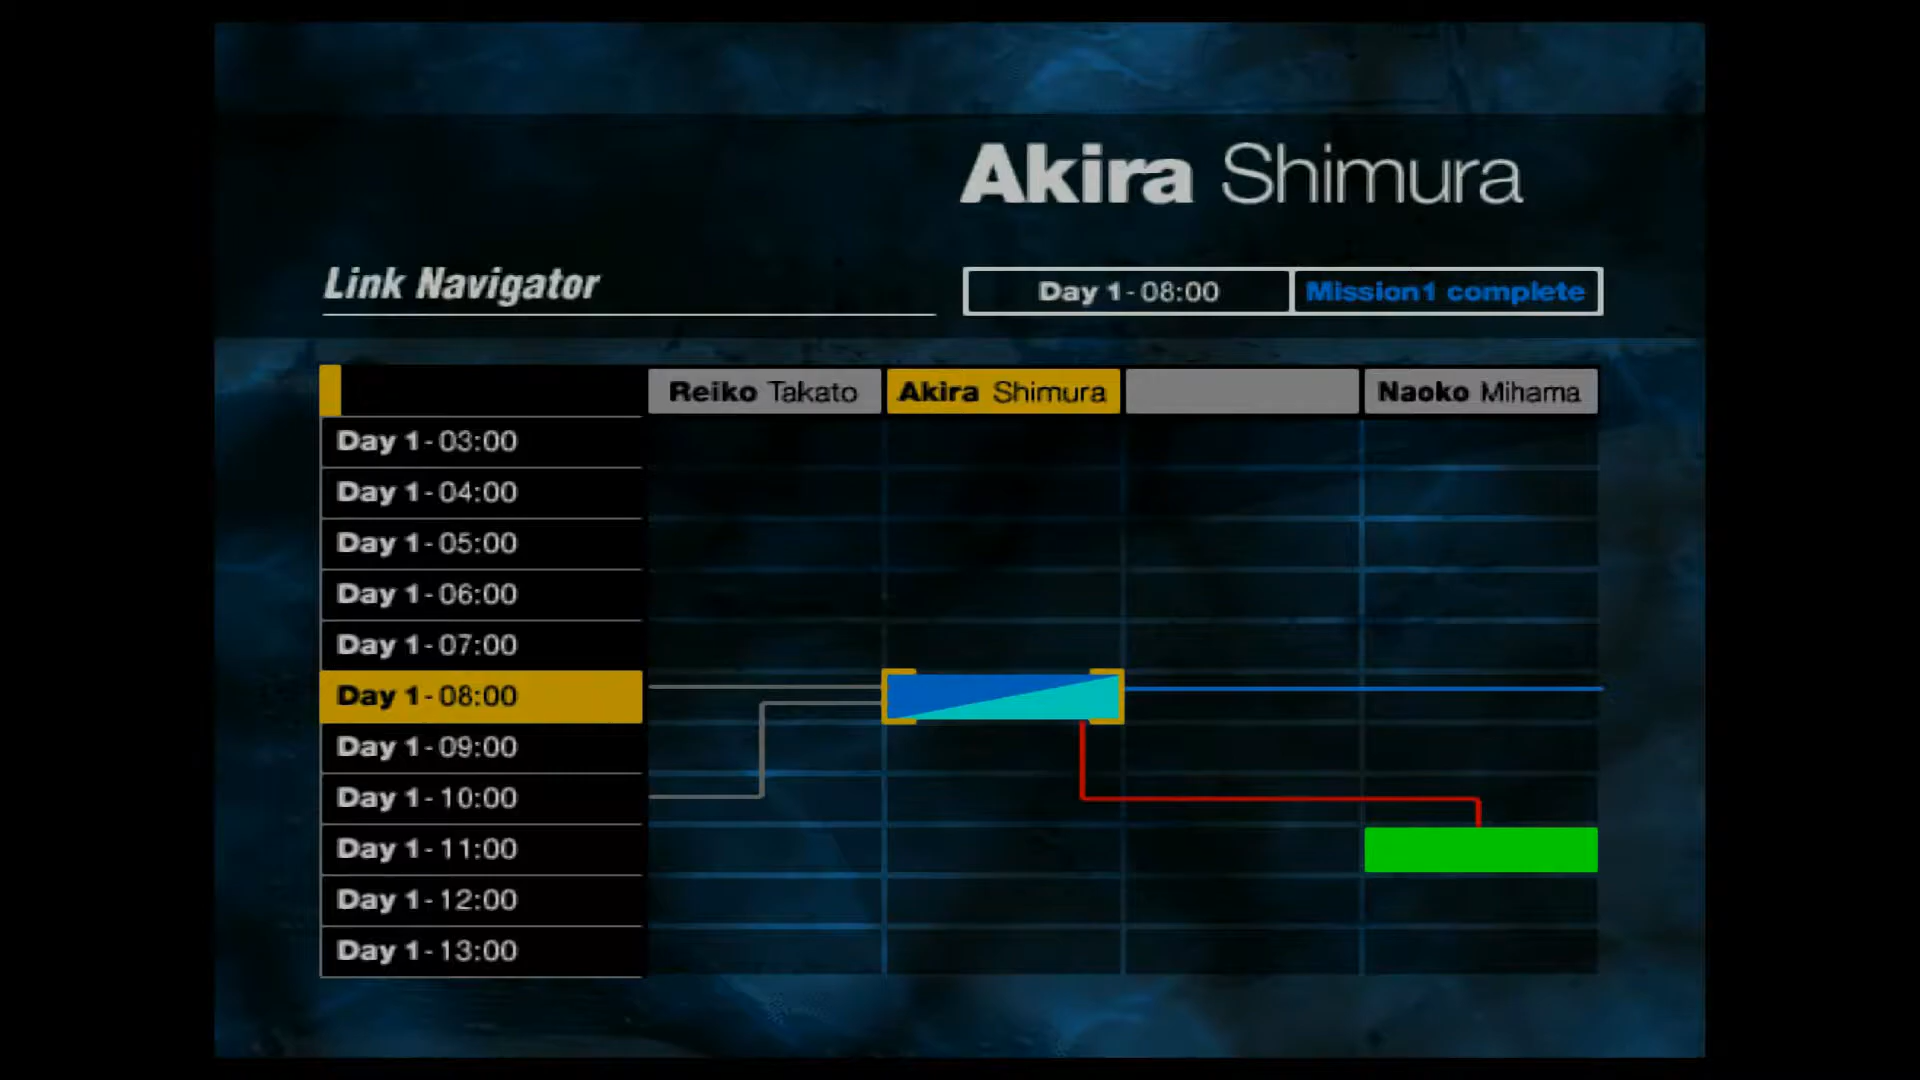 Akira Shimura
Link Navigator
Day 1-08:00 Mission1 complete
Reiko Takato Akira Shimura Naoko Mihama
Day 1-03:00
Day 1-04:00
Day 1-05:00
Day 1-06:00
Day 1-07:00
Day 1-08:00
Day 1-09:00
Day 1-10:00
Day 1-11:00
Day 1-12:00
Day 1-13:00